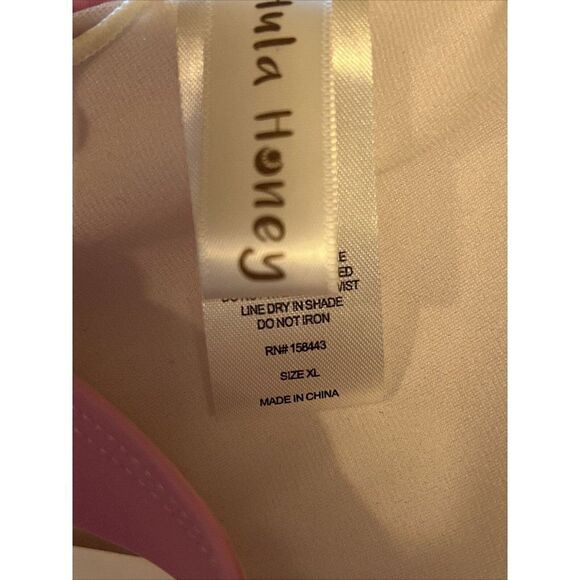 Hula Honey
LINE DRY IN SHADE
DO NOT IRON
RN# 158443
SIZE XL
MADE IN CHINA